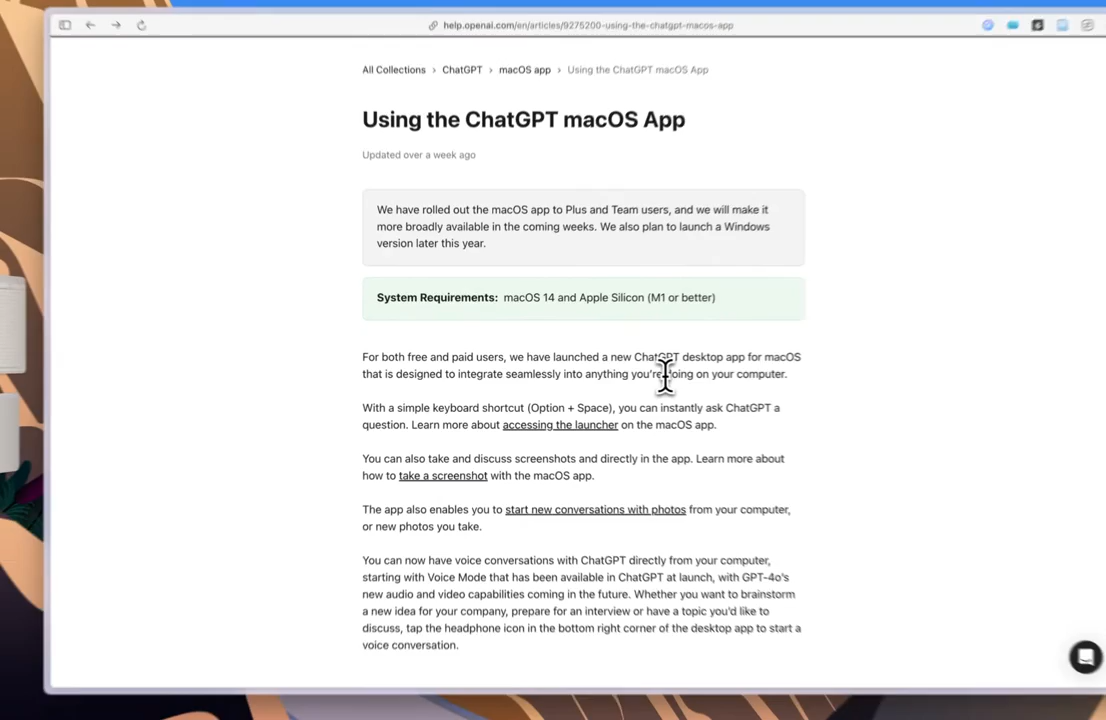 help.openai.com/en/articles/9275200-using-the-chatgpt-macos-app
All Collections > ChatGPT > macOS app > Using the ChatGPT macOS App
Using the ChatGPT macOS App
Updated over a week ago
We have rolled out the macOS app to Plus and Team users, and we will make it
more broadly available in the coming weeks. We also plan to launch a Windows
version later this year.
System Requirements: macOS 14 and Apple Silicon (M1 or better)
For both free and paid users, we have launched a new ChatGPT desktop app for macOS
that is designed to integrate seamlessly into anything you're doing on your computer.
With a simple keyboard shortcut (Option + Space), you can instantly ask ChatGPT a
question. Learn more about accessing the launcher on the macOS app.
You can also take and discuss screenshots and directly in the app. Learn more about
how to take a screenshot with the macOS app.
The app also enables you to start new conversations with photos from your computer,
or new photos you take.
You can now have voice conversations with ChatGPT directly from your computer,
starting with Voice Mode that has been available in ChatGPT at launch, with GPT-4o's
new audio and video capabilities coming in the future. Whether you want to brainstorm
a new idea for your company, prepare for an interview or have a topic you'd like to
discuss, tap the headphone icon in the bottom right corner of the desktop app to start a
voice conversation.